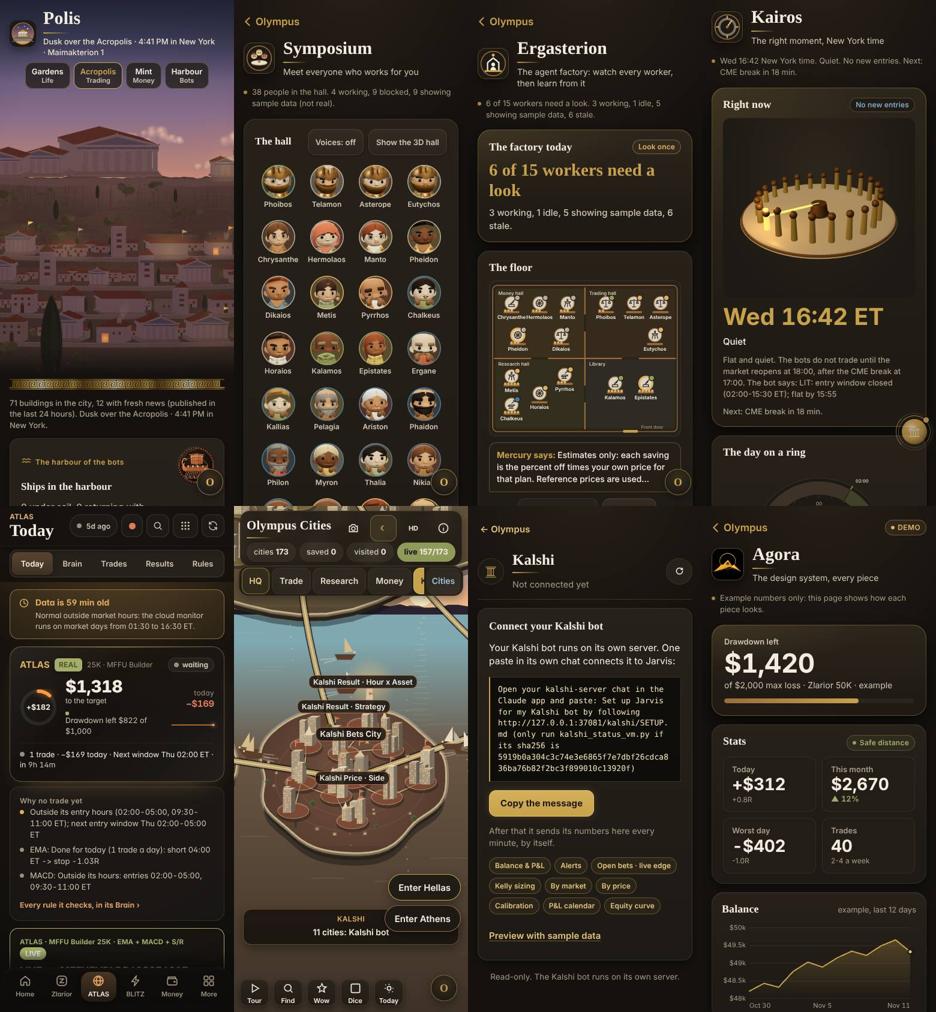 Polis
Dusk over the Acropolis · 4:41 PM in New York
· Maimakterion 1
Gardens
Life
Acropolis
Trading
Mint
Money
Harbour
Bots
71 buildings in the city, 12 with fresh news (published in
the last 24 hours). Dusk over the Acropolis · 4:41 PM in
New York.
The harbour of the bots
Ships in the harbour
O
Olympus
Symposium
Meet everyone who works for you
38 people in the hall. 4 working, 9 blocked, 9 showing
sample data (not real).
The hall
Voices: off
Show the 3D hall
Phoibos Telamon Asterope Eutychos
Chrysanthe Hermolaos Manto Pheidon
Dikaios Metis Pyrrhos Chalkeus
Horaios Kalamos Epistates Ergane
Kallias Pelagia Ariston Phaidon
Philon Myron Thalia Nikia
O
Olympus
Ergasterion
The agent factory: watch every worker,
then learn from it
6 of 15 workers need a look. 3 working, 1 idle, 5
showing sample data, 6 stale.
The factory today
Look once
6 of 15 workers need a
look
3 working, 1 idle, 5 showing sample data, 6
stale.
The floor
Money hall
Trading hall
Chrysanthe Hermolaos Manto Phoibos Telamon Asterope
Pheidon Dikaios Eutychos
Research hall
Library
Metis Pyrrhos Kalamos Epistates
Chalkeus Horaios
Front door
Mercury says: Estimates only: each saving
is the percent off times your own price for
that plan. Reference prices are used...
O
Kairos
The right moment, New York time
Wed 16:42 New York time. Quiet. No new entries. Next:
CME break in 18 min.
Right now
No new entries
Wed 16:42 ET
Quiet
Flat and quiet. The bots do not trade until the
market reopens at 18:00, after the CME break at
17:00. The bot says: LIT: entry window closed
(02:00-15:30 ET); flat by 15:55
Next: CME break in 18 min.
The day on a ring
02:00
00
ATLAS
Today
5d ago
Today Brain Trades Results Rules
Data is 59 min old
Normal outside market hours: the cloud monitor
runs on market days from 01:30 to 16:30 ET.
ATLAS REAL 25K · MFFU Builder
waiting
+$182
$1,318
to the target
Drawdown left $822 of
$1,000
today
−$169
1 trade · −$169 today · Next window Thu 02:00 ET ·
in 9h 14m
Why no trade yet
Outside its entry hours (02:00-05:00, 09:30-
11:00 ET); next entry window Thu 02:00-05:00
ET
EMA: Done for today (1 trade a day): short 04:00
ET -> stop -1.03R
MACD: Outside its hours: entries 02:00-05:00,
09:30-11:00 ET
Every rule it checks, in its Brain ›
ATLAS · MFFU Builder 25K · EMA + MACD + S/R
LIVE
Home Zlarior ATLAS BLITZ Money More
Olympus Cities
HD
cities 173 saved 0 visited 0 live 157/173
HQ Trade Research Money Cities
Kalshi Result · Hour x Asset
Kalshi Result · Strategy
Kalshi Bets City
Kalshi Price · Side
Enter Hellas
Enter Athens
KALSHI
11 cities: Kalshi bot
Tour Find Wow Dice Today
O
Olympus
Kalshi
Not connected yet
Connect your Kalshi bot
Your Kalshi bot runs on its own server. One
paste in its own chat connects it to Jarvis:
Open your kalshi-server chat in the
Claude app and paste: Set up Jarvis
for my Kalshi bot by following
http://127.0.0.1:37081/kalshi/SETUP.
md (only run kalshi_status_vm.py if
its sha256 is
5919b0a304c3c74e3e6865f7e7dbf26cdca8
36ba76b82f2bc3f899010c13920f)
Copy the message
After that it sends its numbers here every
minute, by itself.
Balance & P&L Alerts Open bets · live edge
Kelly sizing By market By price
Calibration P&L calendar Equity curve
Preview with sample data
Read-only. The Kalshi bot runs on its own server.
Olympus
DEMO
Agora
The design system, every piece
Example numbers only: this page shows how each
piece looks.
Drawdown left
$1,420
of $2,000 max loss · Zlarior 50K · example
Stats
Safe distance
Today
+$312
+0.8R
This month
$2,670
▲ 12%
Worst day
-$402
-1.0R
Trades
40
2-4 a week
Balance
example, last 12 days
$50k
$49.5k
$49k
$48.5k
$48k
Oct 30 Nov 5 Nov 11